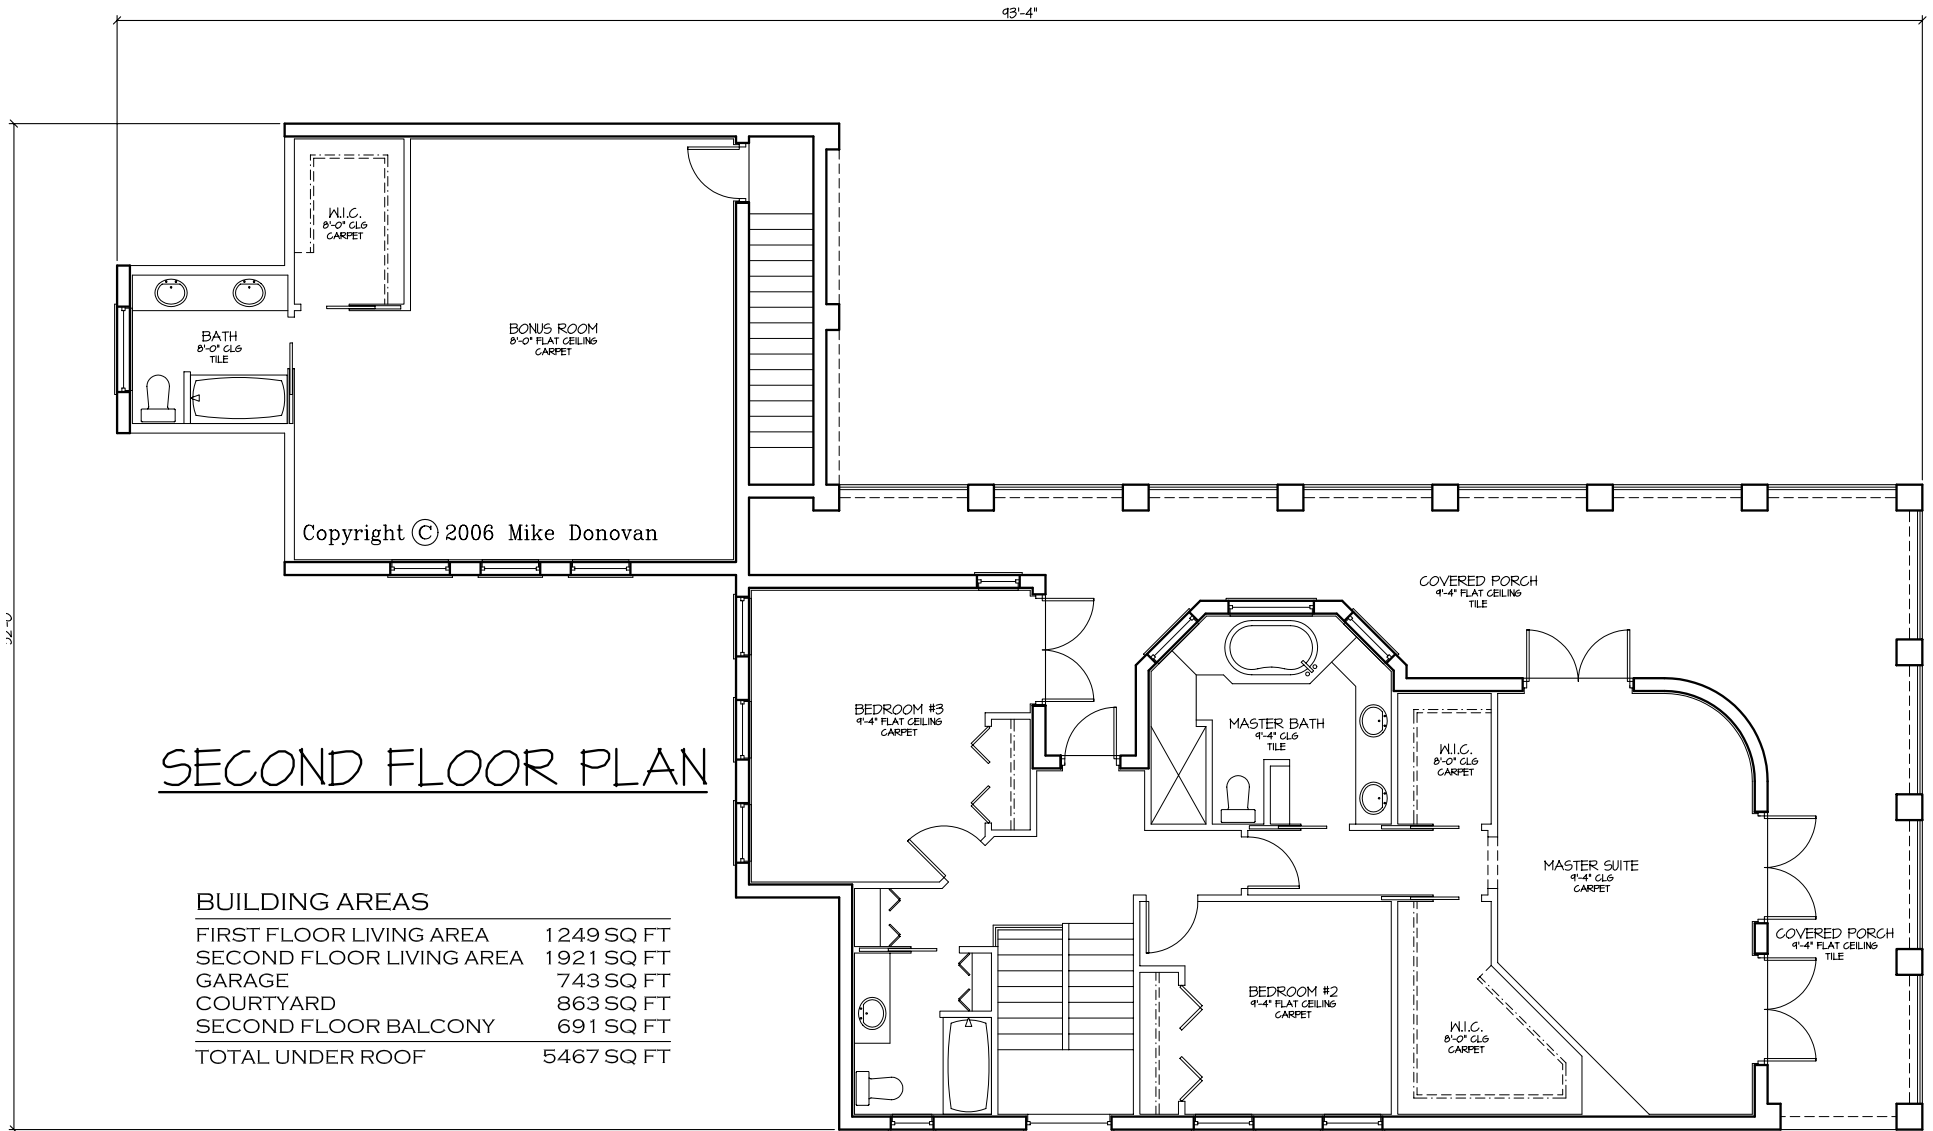 93'-4"
W.I.C.
8'-0" CLG
CARPET
BATH
8'-0" CLG
TILE
BONUS ROOM
8'-0" FLAT CEILING
CARPET
Copyright © 2006 Mike Donovan
COVERED PORCH
9'-4" FLAT CEILING
TILE
BEDROOM #3
9'-4" FLAT CEILING
CARPET
MASTER BATH
9'-4" CLG
TILE
W.I.C.
8'-0" CLG
CARPET
SECOND FLOOR PLAN
MASTER SUITE
9'-4" CLG
CARPET
COVERED PORCH
9'-4" FLAT CEILING
TILE
BEDROOM #2
9'-4" FLAT CEILING
CARPET
W.I.C.
8'-0" CLG
CARPET
BUILDING AREAS
FIRST FLOOR LIVING AREA 1249 SQ FT
SECOND FLOOR LIVING AREA 1921 SQ FT
GARAGE 743 SQ FT
COURTYARD 863 SQ FT
SECOND FLOOR BALCONY 691 SQ FT
TOTAL UNDER ROOF 5467 SQ FT